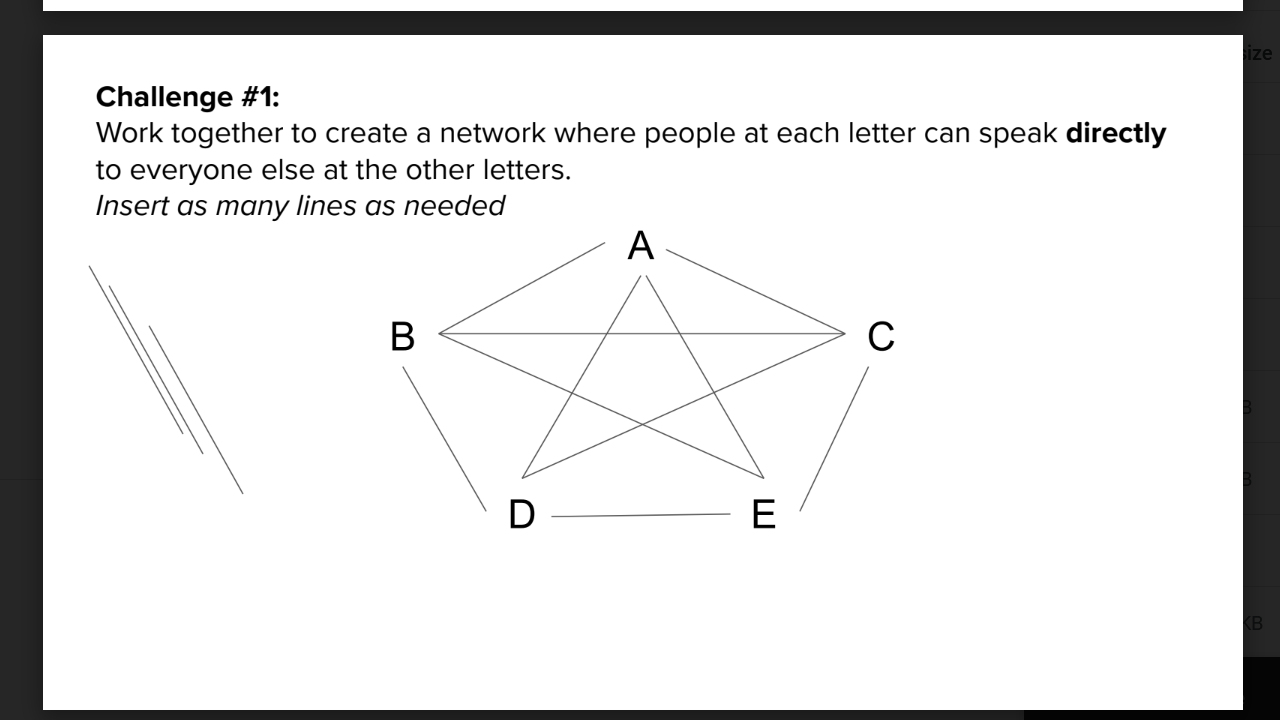 size
Challenge #1:
Work together to create a network where people at each letter can speak directly
to everyone else at the other letters.
Insert as many lines as needed
A
B C
B
B
D E
KB